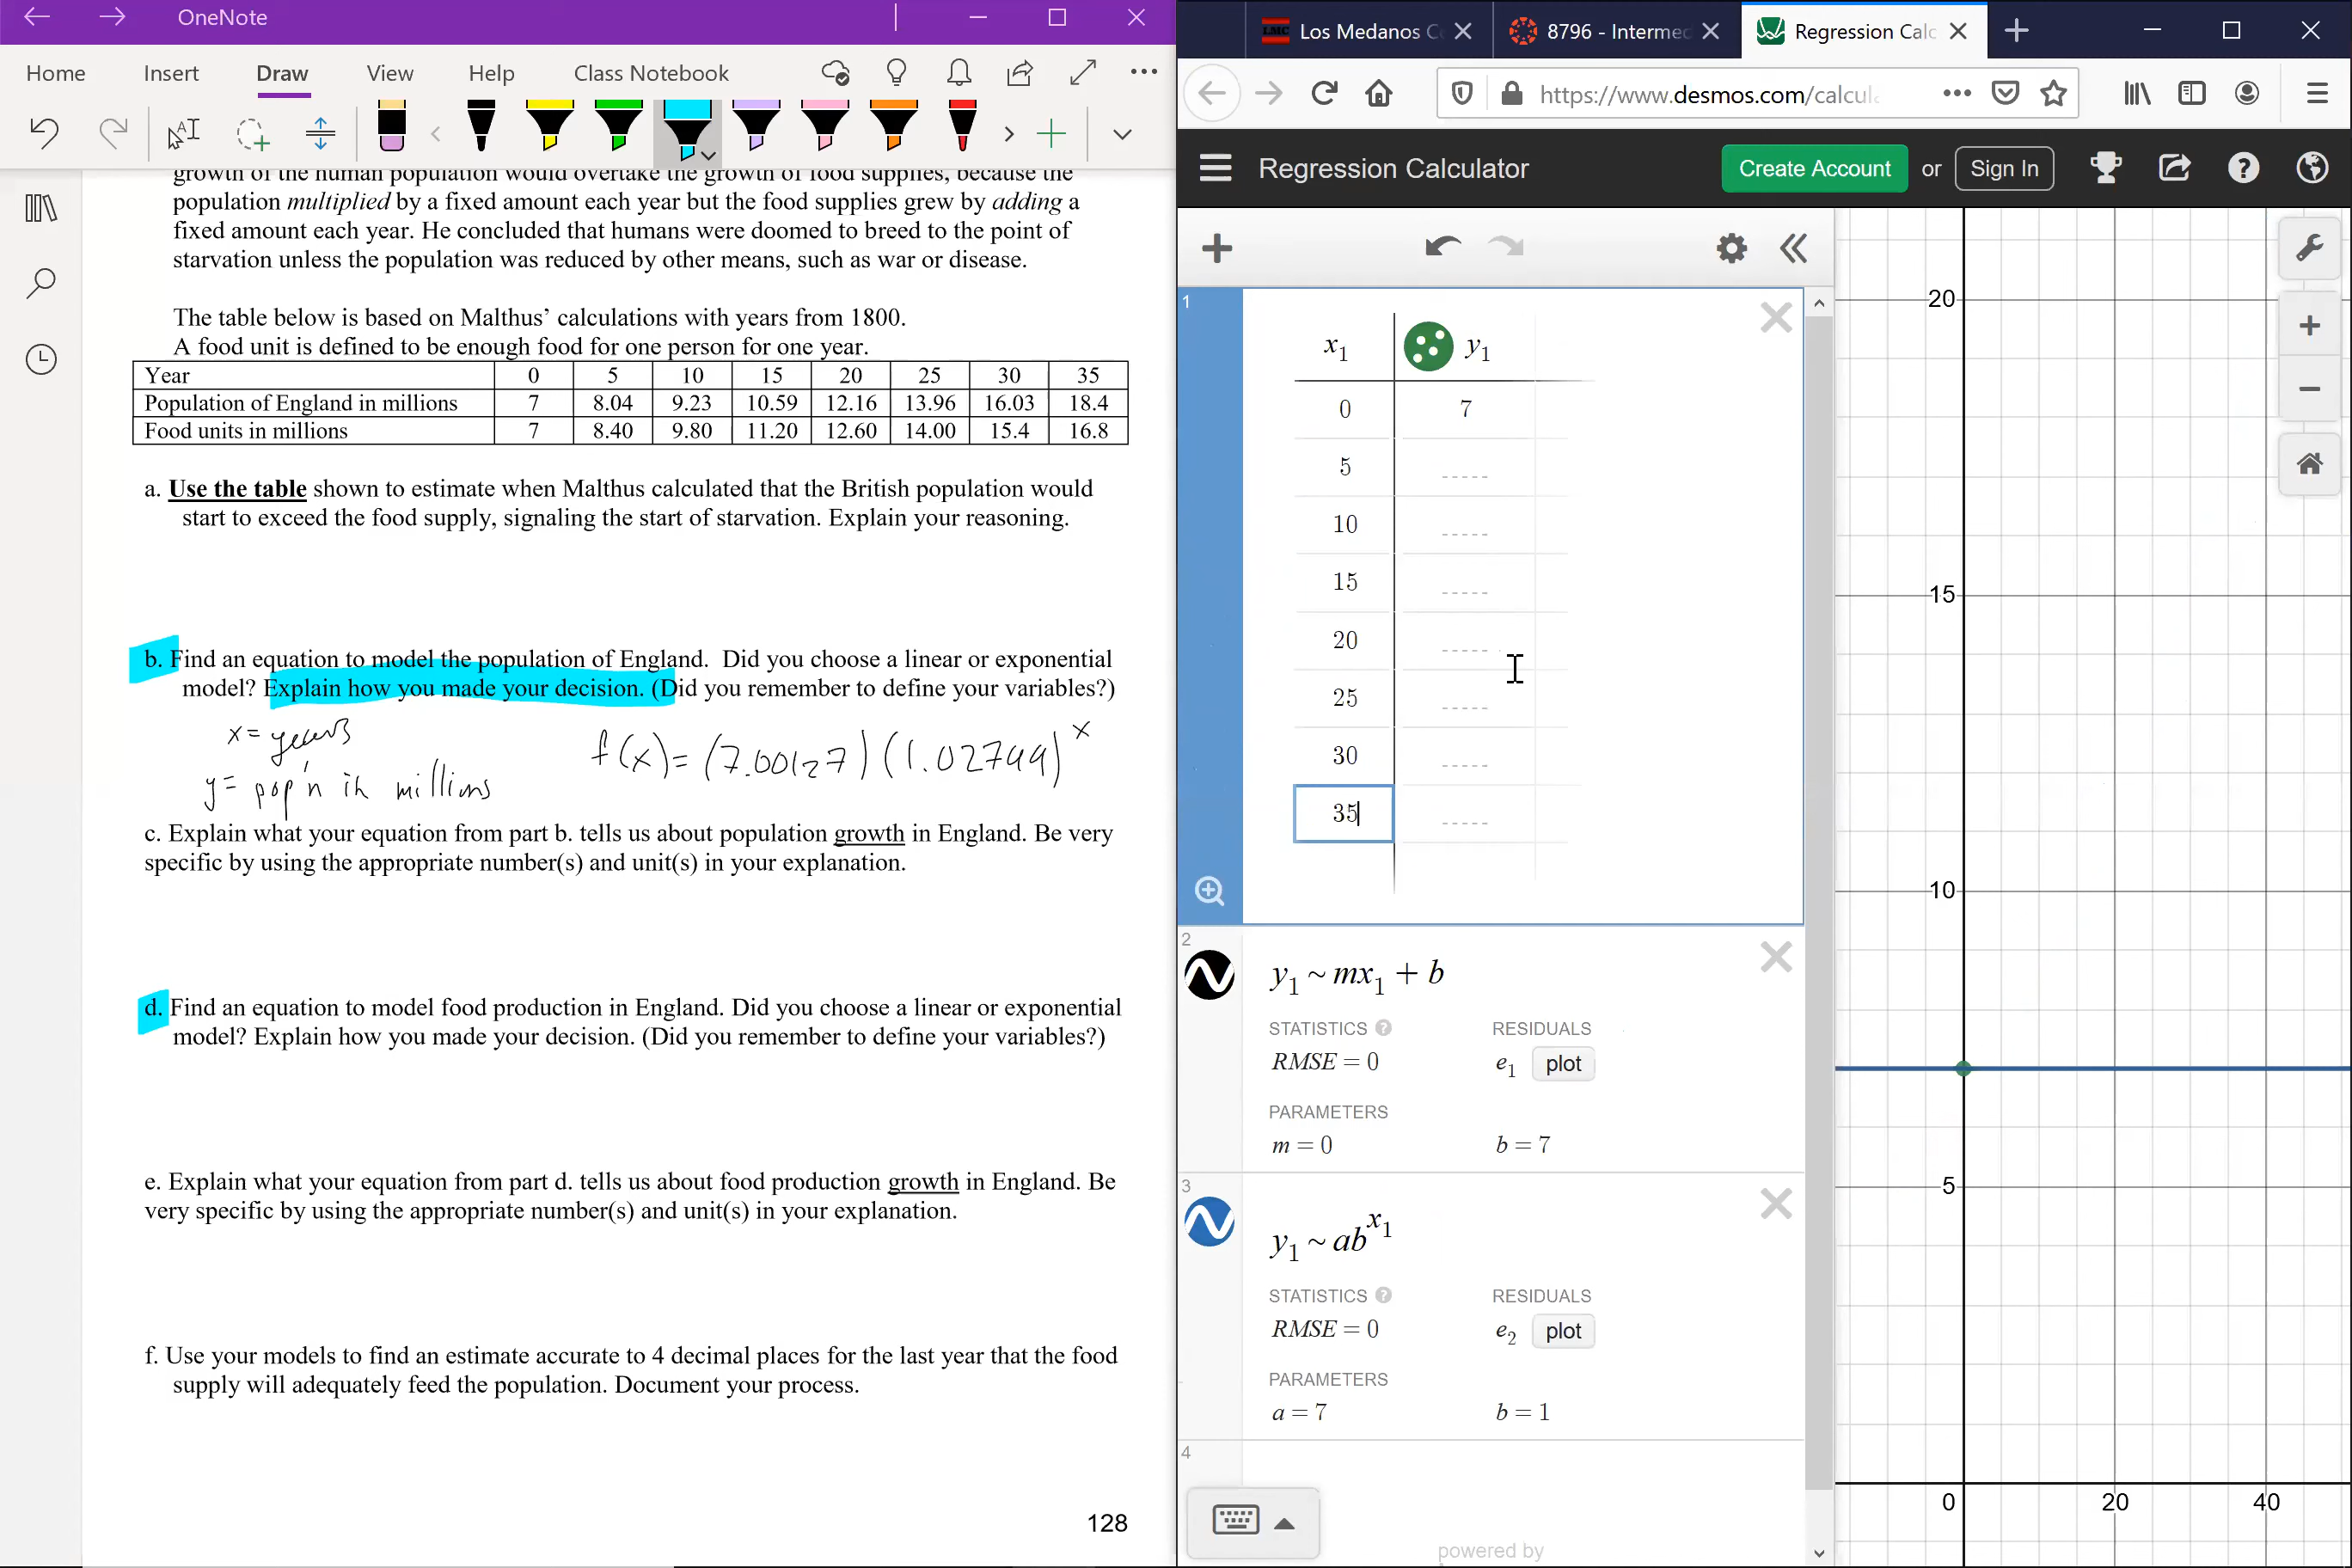 OneNote
Home Insert Draw View Help Class Notebook
growth of the human population would overtake the growth of food supplies, because the
population multiplied by a fixed amount each year but the food supplies grew by adding a
fixed amount each year. He concluded that humans were doomed to breed to the point of
starvation unless the population was reduced by other means, such as war or disease.
The table below is based on Malthus’ calculations with years from 1800.
A food unit is defined to be enough food for one person for one year.
Year 0 5 10 15 20 25 30 35
Population of England in millions 7 8.04 9.23 10.59 12.16 13.96 16.03 18.4
Food units in millions 7 8.40 9.80 11.20 12.60 14.00 15.4 16.8
a. Use the table shown to estimate when Malthus calculated that the British population would
start to exceed the food supply, signaling the start of starvation. Explain your reasoning.
b. Find an equation to model the population of England. Did you choose a linear or exponential
model? Explain how you made your decision. (Did you remember to define your variables?)
x = years
f(x) = (7.00127)(1.02799)^x
y = pop'n in millions
c. Explain what your equation from part b. tells us about population growth in England. Be very
specific by using the appropriate number(s) and unit(s) in your explanation.
d. Find an equation to model food production in England. Did you choose a linear or exponential
model? Explain how you made your decision. (Did you remember to define your variables?)
e. Explain what your equation from part d. tells us about food production growth in England. Be
very specific by using the appropriate number(s) and unit(s) in your explanation.
f. Use your models to find an estimate accurate to 4 decimal places for the last year that the food
supply will adequately feed the population. Document your process.
128
LMC Los Medanos C 8796 - Interme Regression Calc
https://www.desmos.com/calcul
Regression Calculator Create Account or Sign In
1
x₁ y₁
0 7
5
10
15
20
25
30
35
2
y₁ ~ mx₁ + b
STATISTICS ? RESIDUALS
RMSE = 0 e₁ plot
PARAMETERS
m = 0 b = 7
3
y₁ ~ ab^x₁
STATISTICS ? RESIDUALS
RMSE = 0 e₂ plot
PARAMETERS
a = 7 b = 1
4
powered by
20
15
10
5
0 20 40